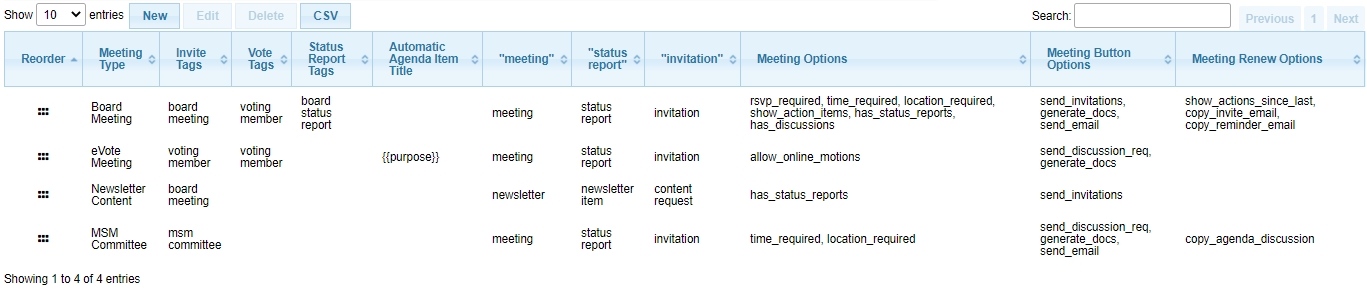 Show 10 entries New Edit Delete CSV Search: Previous 1 Next
Reorder Meeting Type Invite Tags Vote Tags Status Report Tags Automatic Agenda Item Title "meeting" "status report" "invitation" Meeting Options Meeting Button Options Meeting Renew Options
Board Meeting board meeting voting member board status report meeting status report invitation rsvp_required, time_required, location_required, show_action_items, has_status_reports, has_discussions send_invitations, generate_docs, send_email show_actions_since_last, copy_invite_email, copy_reminder_email
eVote Meeting voting member voting member {{purpose}} meeting status report invitation allow_online_motions send_discussion_req, generate_docs
Newsletter Content board meeting newsletter newsletter item content request has_status_reports send_invitations
MSM Committee msm committee meeting status report invitation time_required, location_required send_discussion_req, generate_docs, send_email copy_agenda_discussion
Showing 1 to 4 of 4 entries